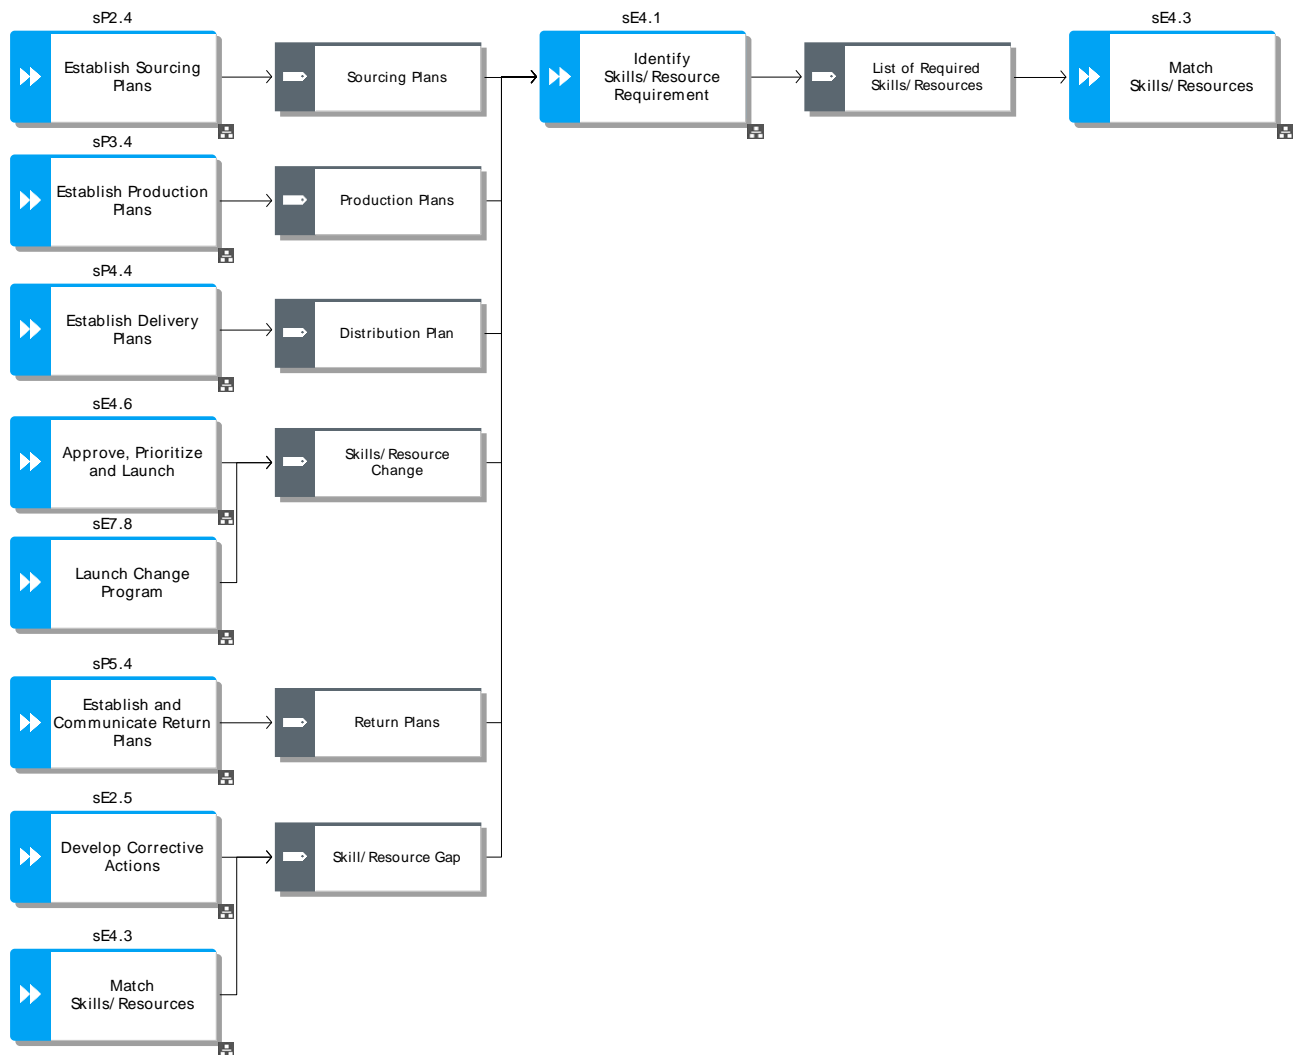 sP2.4
Establish Sourcing
Plans
Sourcing Plans
sE4.1
Identify
Skills/Resource
Requirement
List of Required
Skills/Resources
sE4.3
Match
Skills/Resources
sP3.4
Establish Production
Plans
Production Plans
sP4.4
Establish Delivery
Plans
Distribution Plan
sE4.6
Approve, Prioritize
and Launch
Skills/Resource
Change
sE7.8
Launch Change
Program
sP5.4
Establish and
Communicate Return
Plans
Return Plans
sE2.5
Develop Corrective
Actions
Skill/Resource Gap
sE4.3
Match
Skills/Resources